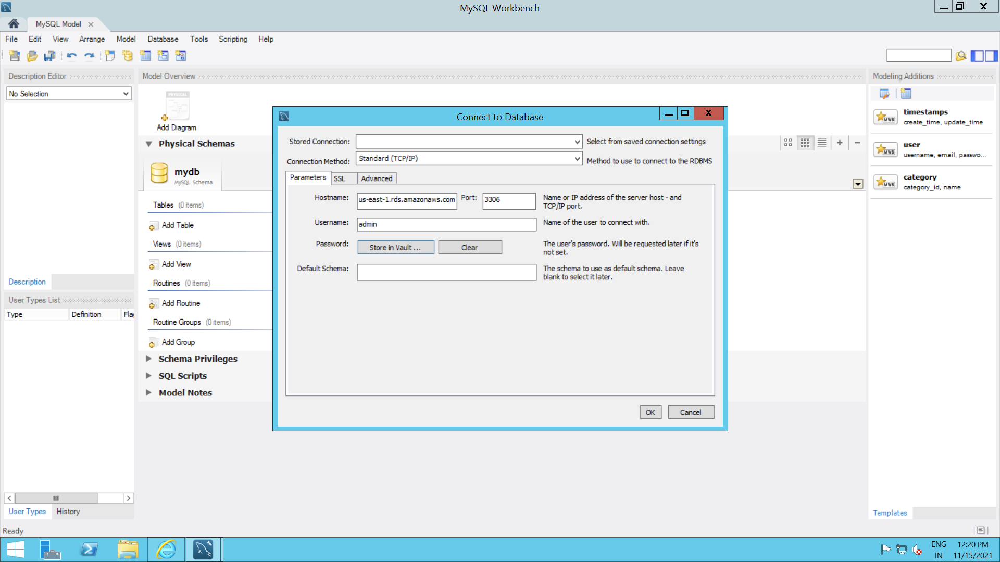 MySQL Workbench
MySQL Model
File Edit View Arrange Model Database Tools Scripting Help
Description Editor
No Selection
Description
User Types List
Type Definition Flag
User Types History
Ready
Model Overview
PHYSICAL
Add Diagram
Physical Schemas
mydb
MySQL Schema
Tables (0 items)
Add Table
Views (0 items)
Add View
Routines (0 items)
Add Routine
Routine Groups (0 items)
Add Group
Schema Privileges
SQL Scripts
Model Notes
Connect to Database
Stored Connection: Select from saved connection settings
Connection Method: Standard (TCP/IP) Method to use to connect to the RDBMS
Parameters SSL Advanced
Hostname: us-east-1.rds.amazonaws.com Port: 3306 Name or IP address of the server host - and
TCP/IP port.
Username: admin Name of the user to connect with.
Password: Store in Vault ... Clear The user's password. Will be requested later if it's
not set.
Default Schema: The schema to use as default schema. Leave
blank to select it later.
OK Cancel
Modeling Additions
MWB timestamps
create_time, update_time
MWB user
username, email, passwo...
MWB category
category_id, name
Templates
ENG 12:20 PM
IN 11/15/2021